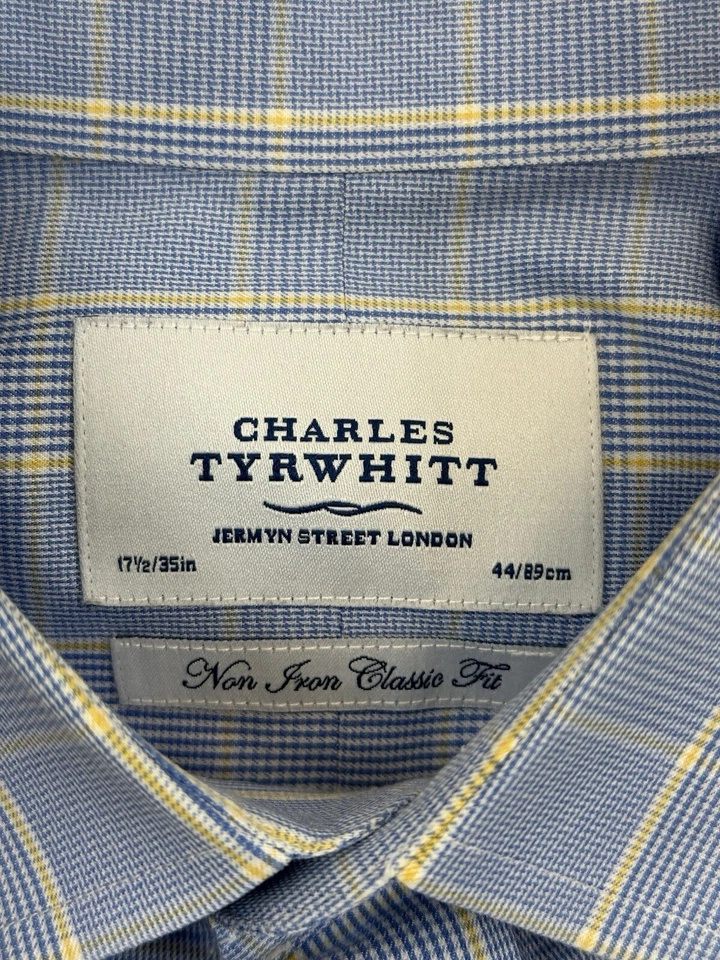 CHARLES
TYRWHITT
JERMYN STREET LONDON
17½/35in 44/89cm
Non Iron Classic Fit